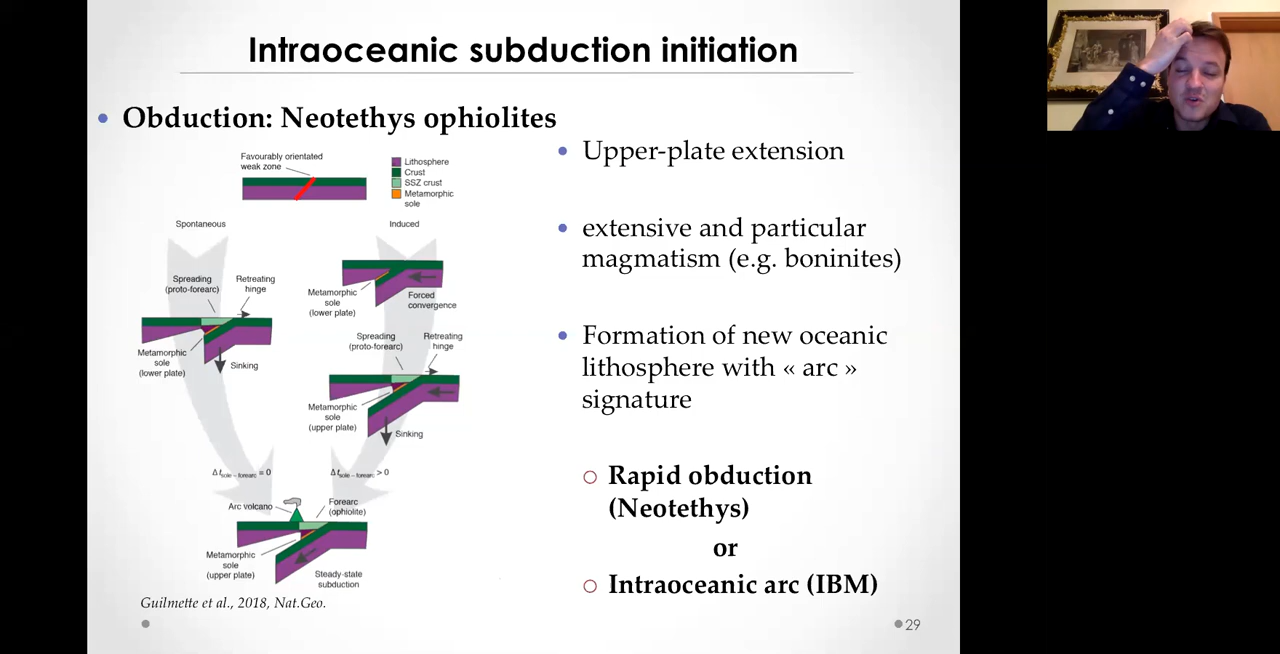 Intraoceanic subduction initiation
• Obduction: Neotethys ophiolites
Favourably orientated
weak zone
Lithosphere
Crust
SSZ crust
Metamorphic
sole
Spontaneous
Induced
Spreading
(proto-forearc)
Retreating
hinge
Metamorphic
sole
(lower plate)
Sinking
Metamorphic
sole
(lower plate)
Forced
convergence
Spreading
(proto-forearc)
Retreating
hinge
Metamorphic
sole
(upper plate)
Sinking
Δ tsole – forearc = 0
Δ tsole – forearc > 0
Arc volcano
Forearc
(ophiolite)
Metamorphic
sole
(upper plate)
Steady-state
subduction
Guilmette et al., 2018, Nat.Geo.
• Upper-plate extension
• extensive and particular
magmatism (e.g. boninites)
• Formation of new oceanic
lithosphere with « arc »
signature
○ Rapid obduction
(Neotethys)
or
○ Intraoceanic arc (IBM)
29